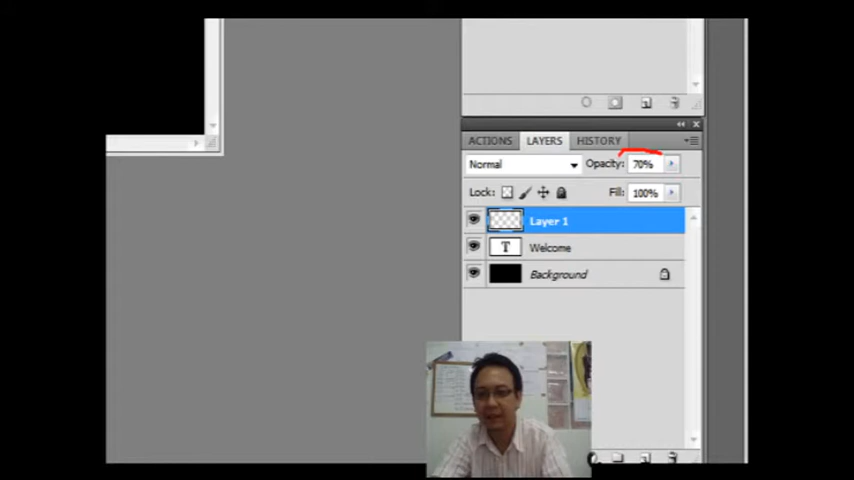 ACTIONS LAYERS HISTORY
Normal Opacity: 70%
Lock: Fill: 100%
Layer 1
T Welcome
Background